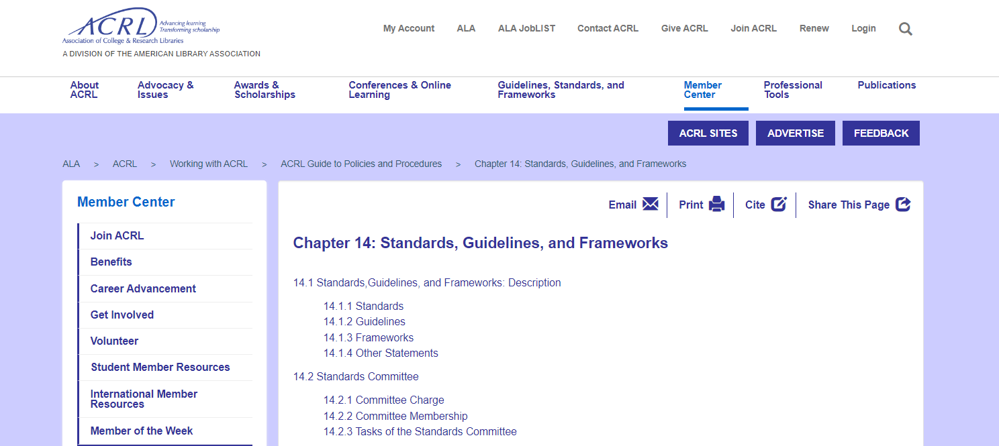 ACRL
Advancing learning
Transforming scholarship
Association of College & Research Libraries
A DIVISION OF THE AMERICAN LIBRARY ASSOCIATION
My Account
ALA
ALA JobLIST
Contact ACRL
Give ACRL
Join ACRL
Renew
Login
About
ACRL
Advocacy &
Issues
Awards &
Scholarships
Conferences & Online
Learning
Guidelines, Standards, and
Frameworks
Member
Center
Professional
Tools
Publications
ACRL SITES
ADVERTISE
FEEDBACK
ALA > ACRL > Working with ACRL > ACRL Guide to Policies and Procedures > Chapter 14: Standards, Guidelines, and Frameworks
Member Center
Join ACRL
Benefits
Career Advancement
Get Involved
Volunteer
Student Member Resources
International Member
Resources
Member of the Week
Email
Print
Cite
Share This Page
Chapter 14: Standards, Guidelines, and Frameworks
14.1 Standards,Guidelines, and Frameworks: Description
14.1.1 Standards
14.1.2 Guidelines
14.1.3 Frameworks
14.1.4 Other Statements
14.2 Standards Committee
14.2.1 Committee Charge
14.2.2 Committee Membership
14.2.3 Tasks of the Standards Committee